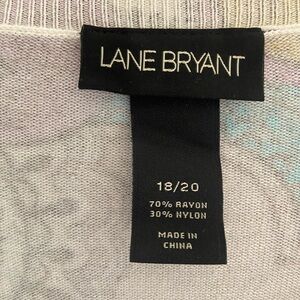 LANE BRYANT
18/20
70% RAYON
30% NYLON
MADE IN
CHINA